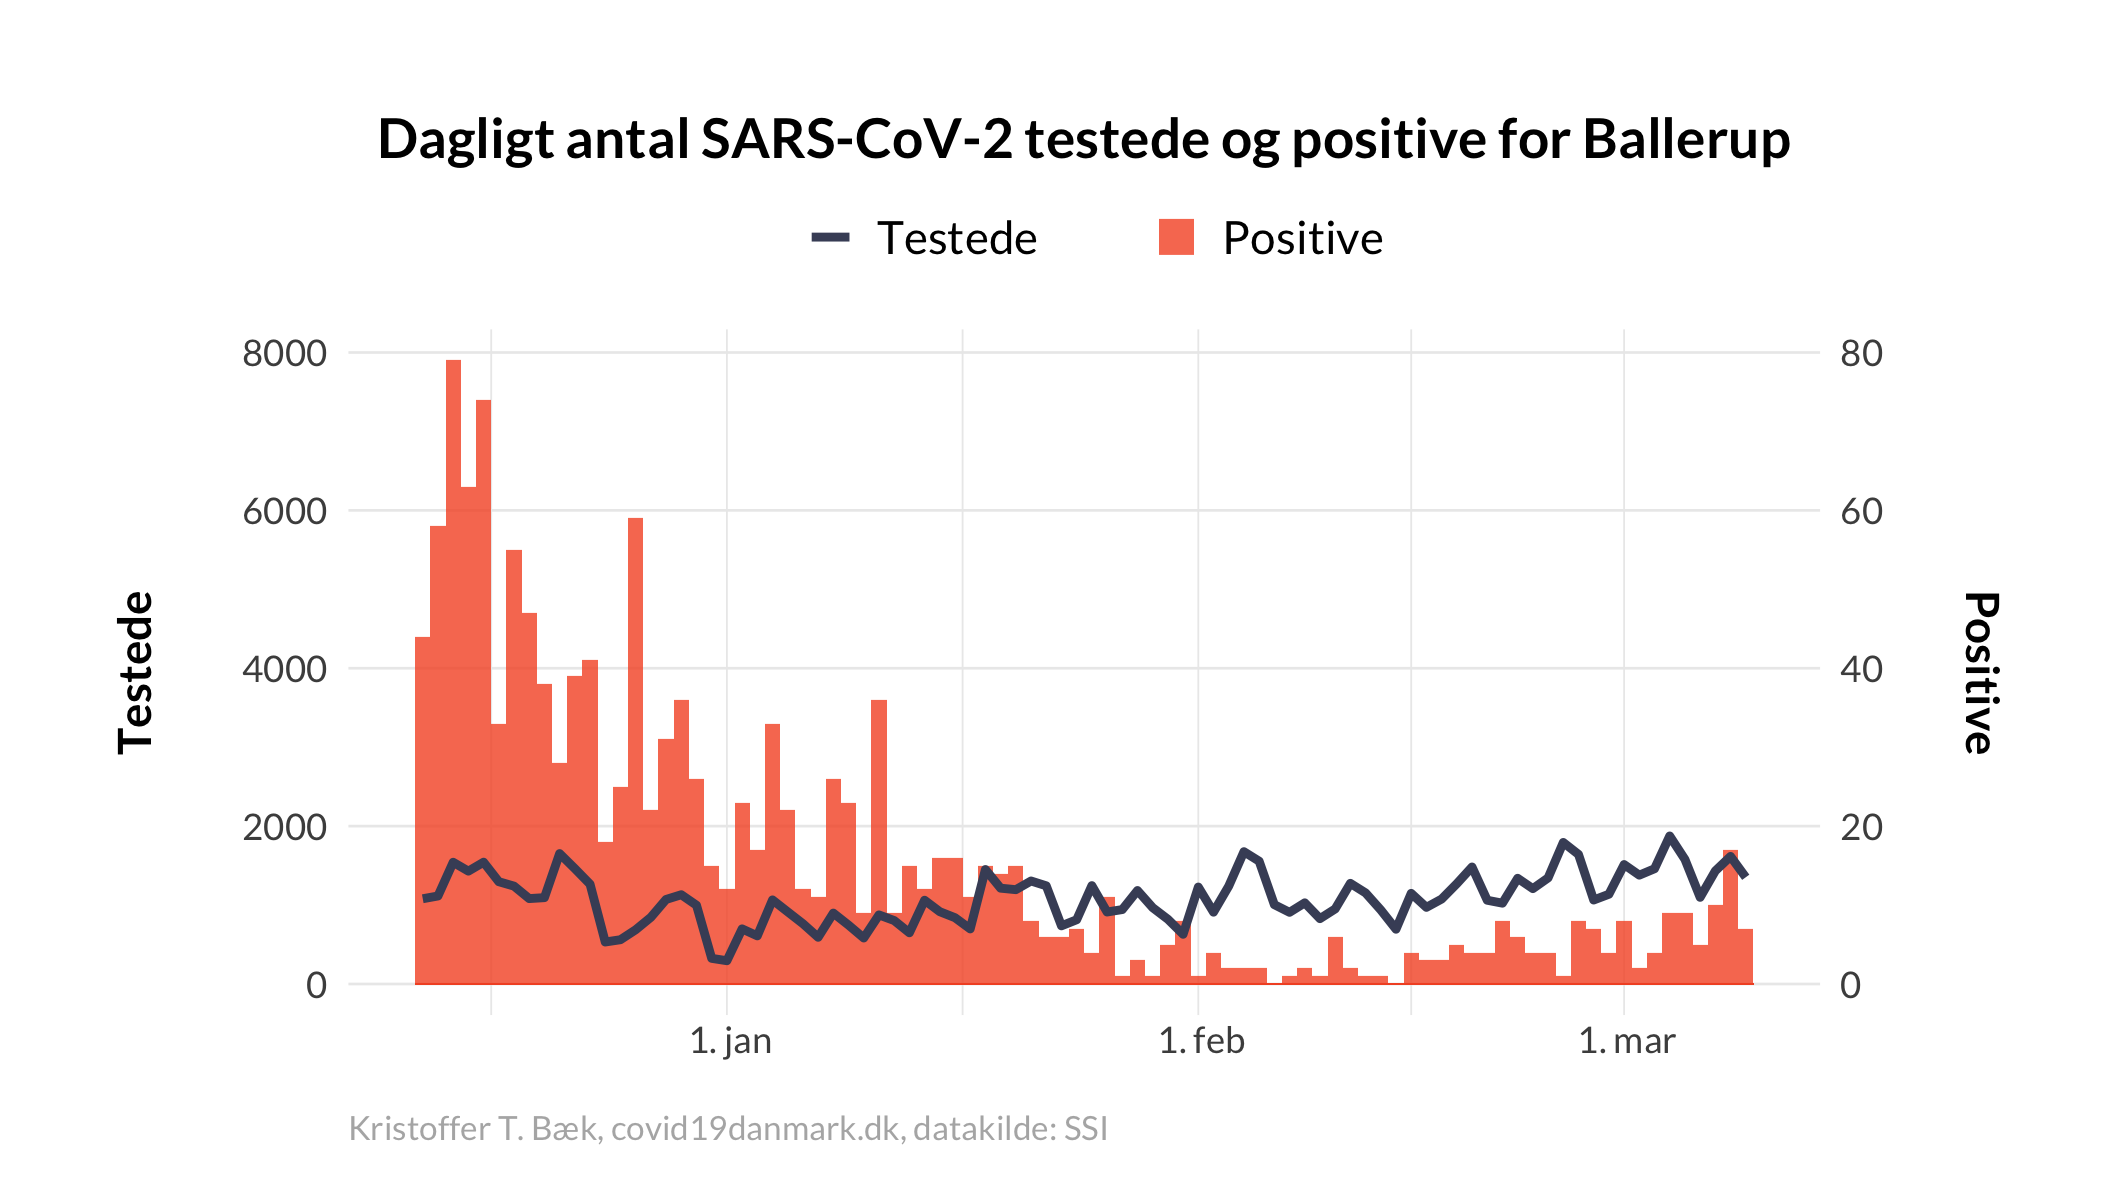 Dagligt antal SARS-CoV-2 testede og positive for Ballerup
Testede
Positive
8000
6000
4000
2000
0
80
60
40
20
0
Testede
Positive
1. jan
1. feb
1. mar
Kristoffer T. Bæk, covid19danmark.dk, datakilde: SSI